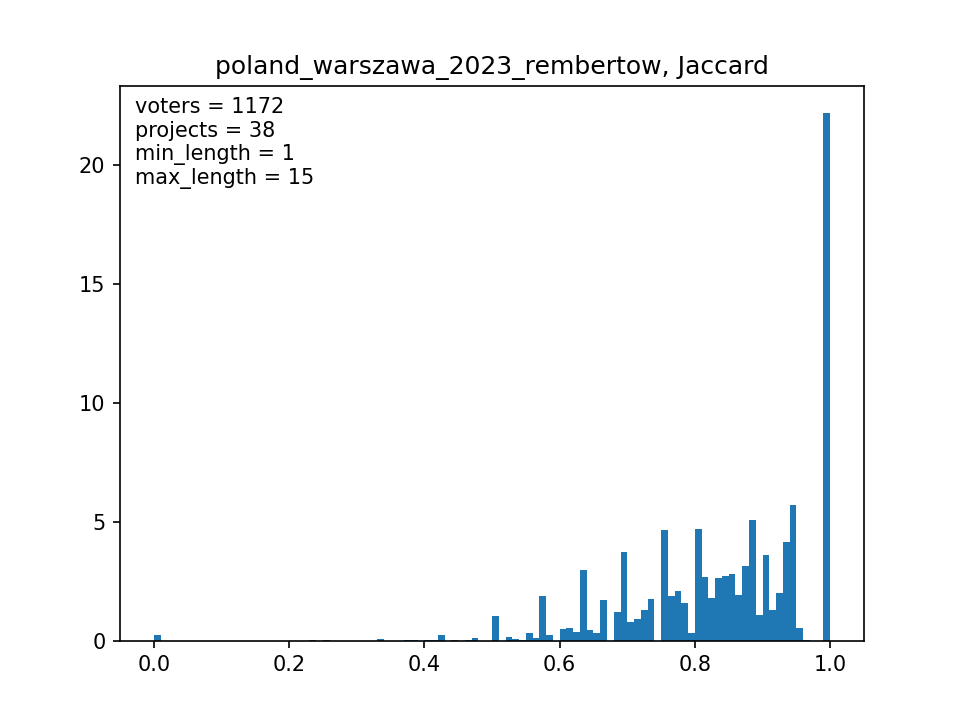 poland_warszawa_2023_rembertow, Jaccard
voters = 1172
projects = 38
min_length = 1
max_length = 15
20
15
10
5
0
0.0 0.2 0.4 0.6 0.8 1.0